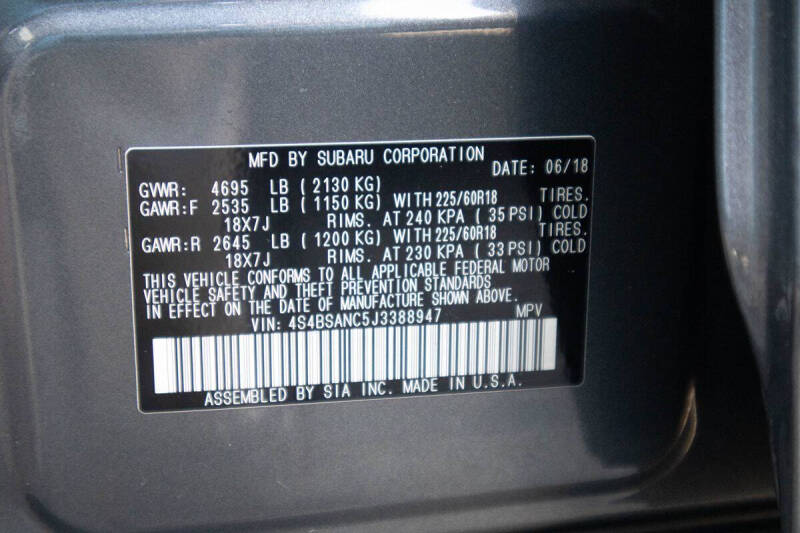 MFD BY SUBARU CORPORATION DATE: 06/18
GVWR: 4695 LB (2130 KG)
GAWR:F 2535 LB (1150 KG) WITH 225/60R18 TIRES.
18X7J RIMS. AT 240 KPA (35 PSI) COLD
GAWR:R 2645 LB (1200 KG) WITH 225/60R18 TIRES.
18X7J RIMS. AT 230 KPA (33 PSI) COLD
THIS VEHICLE CONFORMS TO ALL APPLICABLE FEDERAL MOTOR
VEHICLE SAFETY AND THEFT PREVENTION STANDARDS
IN EFFECT ON THE DATE OF MANUFACTURE SHOWN ABOVE.
VIN: 4S4BSANC5J3388947 MPV
ASSEMBLED BY SIA INC. MADE IN U.S.A.